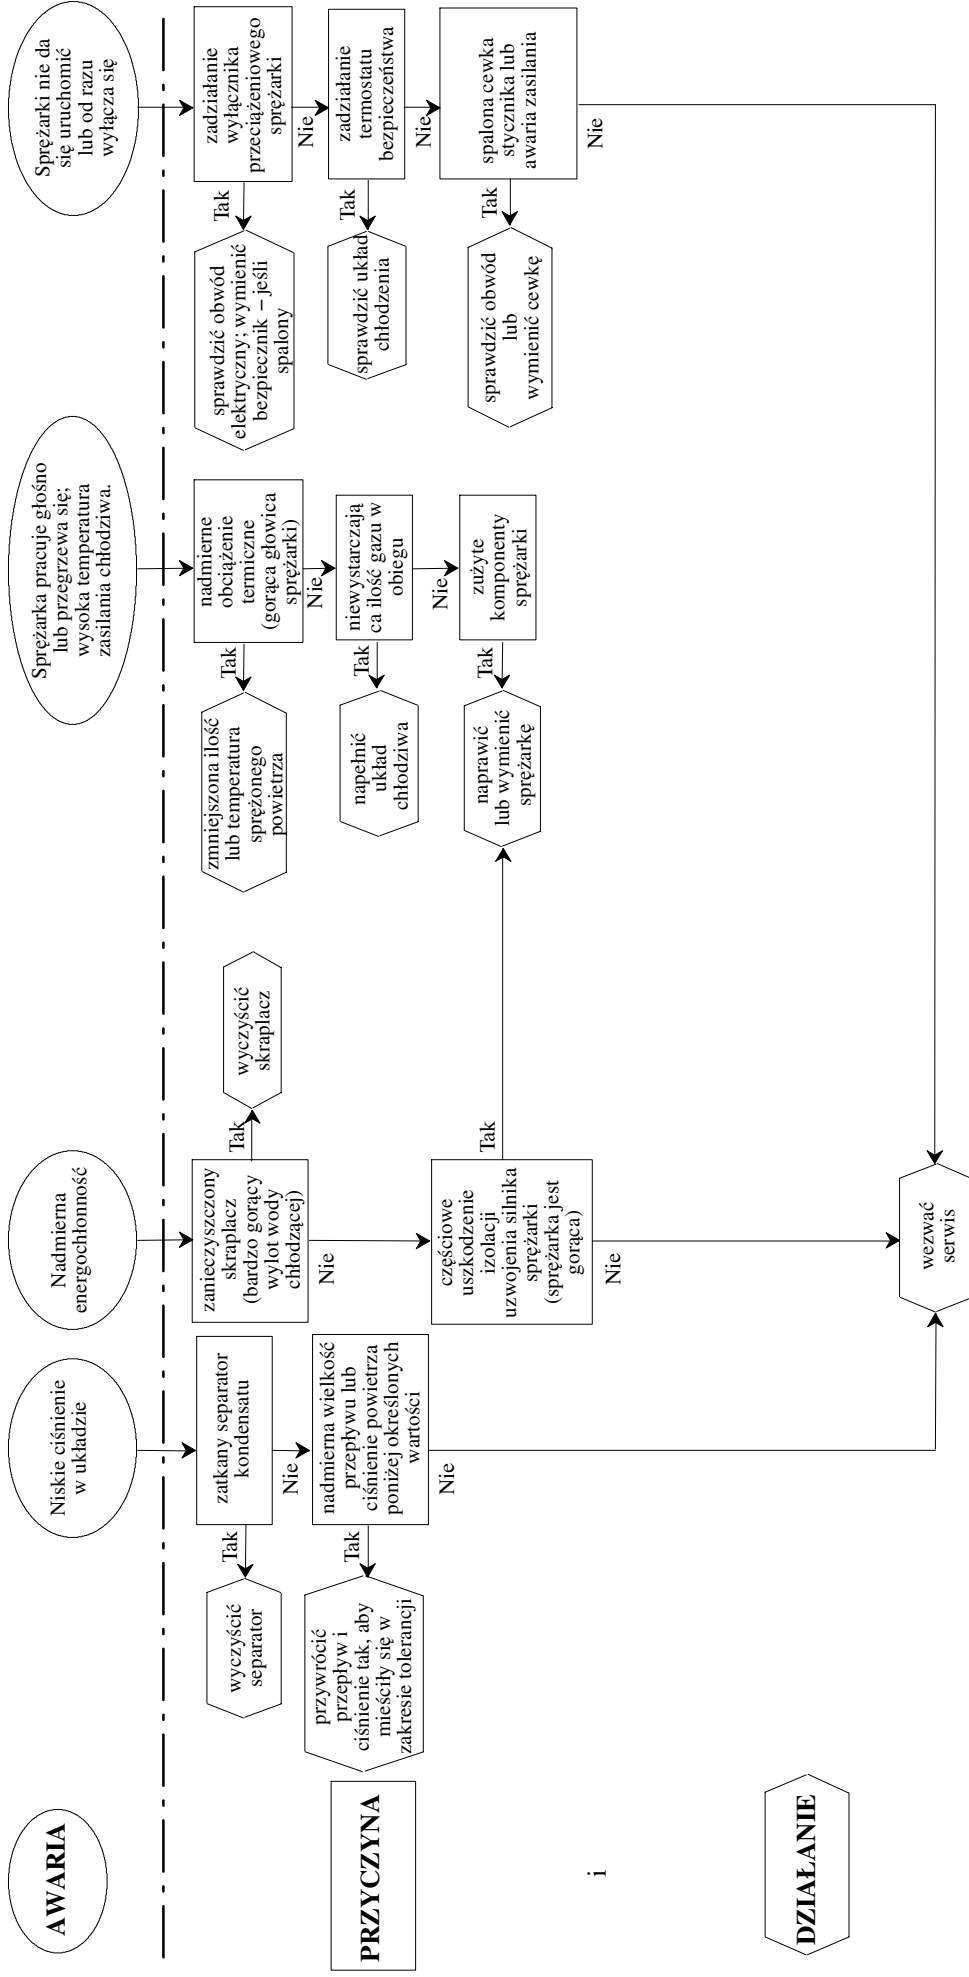 AWARIA
Niskie ciśnienie
w układzie
Nadmierna
energochłonność
Sprężarka pracuje głośno
lub przegrzewa się;
wysoka temperatura
zasilania chłodziwa.
Sprężarki nie da
się uruchomić
lub od razu
wyłącza się
PRZYCZYNA
i
DZIAŁANIE
zatkany separator
kondensatu
Tak
wyczyścić
separator
Nie
nadmierna wielkość
przepływu lub
ciśnienie powietrza
poniżej określonych
wartości
Tak
przywrócić
przepływ i
ciśnienie tak, aby
mieściły się w
zakresie tolerancji
Nie
zanieczyszczony
skraplacz
(bardzo gorący
wylot wody
chłodzącej)
Tak
wyczyścić
skraplacz
Nie
częściowe
uszkodzenie
izolacji
uzwojenia silnika
sprężarki
(sprężarka jest
gorąca)
Tak
Nie
nadmierne
obciążenie
termiczne
(gorąca głowica
sprężarki)
Tak
zmniejszona ilość
lub temperatura
sprężonego
powietrza
Nie
niewystarczają
ca ilość gazu w
obiegu
Tak
napełnić
układ
chłodziwa
Nie
zużyte
komponenty
sprężarki
Tak
naprawić
lub wymienić
sprężarkę
zadziałanie
wyłącznika
przeciążeniowego
sprężarki
Tak
sprawdzić obwód
elektryczny; wymienić
bezpiecznik – jeśli
spalony
Nie
zadziałanie
termostatu
bezpieczeństwa
Tak
sprawdzić układ
chłodzenia
Nie
spalona cewka
stycznika lub
awaria zasilania
Tak
sprawdzić obwód
lub
wymienić cewkę
Nie
wezwać
serwis